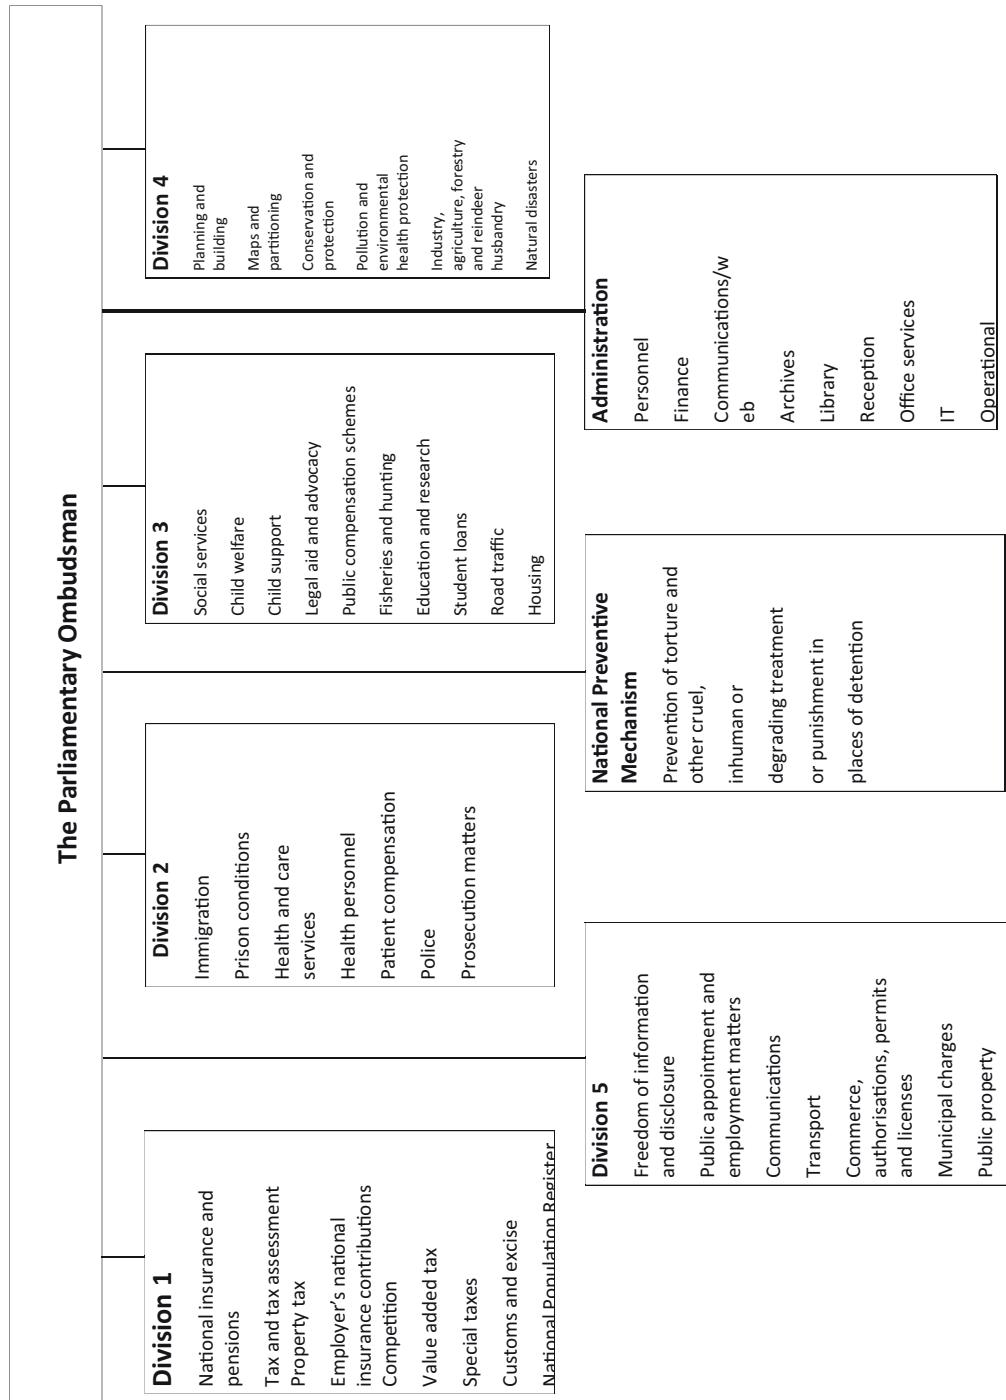 The Parliamentary Ombudsman
Division 1
National insurance and
pensions
Tax and tax assessment
Property tax
Employer's national
insurance contributions
Competition
Value added tax
Special taxes
Customs and excise
National Population Register
Division 2
Immigration
Prison conditions
Health and care
services
Health personnel
Patient compensation
Police
Prosecution matters
Division 3
Social services
Child welfare
Child support
Legal aid and advocacy
Public compensation schemes
Fisheries and hunting
Education and research
Student loans
Road traffic
Housing
Division 4
Planning and
building
Maps and
partitioning
Conservation and
protection
Pollution and
environmental
health protection
Industry,
agriculture, forestry
and reindeer
husbandry
Natural disasters
Division 5
Freedom of information
and disclosure
Public appointment and
employment matters
Communications
Transport
Commerce,
authorisations, permits
and licenses
Municipal charges
Public property
National Preventive
Mechanism
Prevention of torture and
other cruel,
inhuman or
degrading treatment
or punishment in
places of detention
Administration
Personnel
Finance
Communications/w
eb
Archives
Library
Reception
Office services
IT
Operational